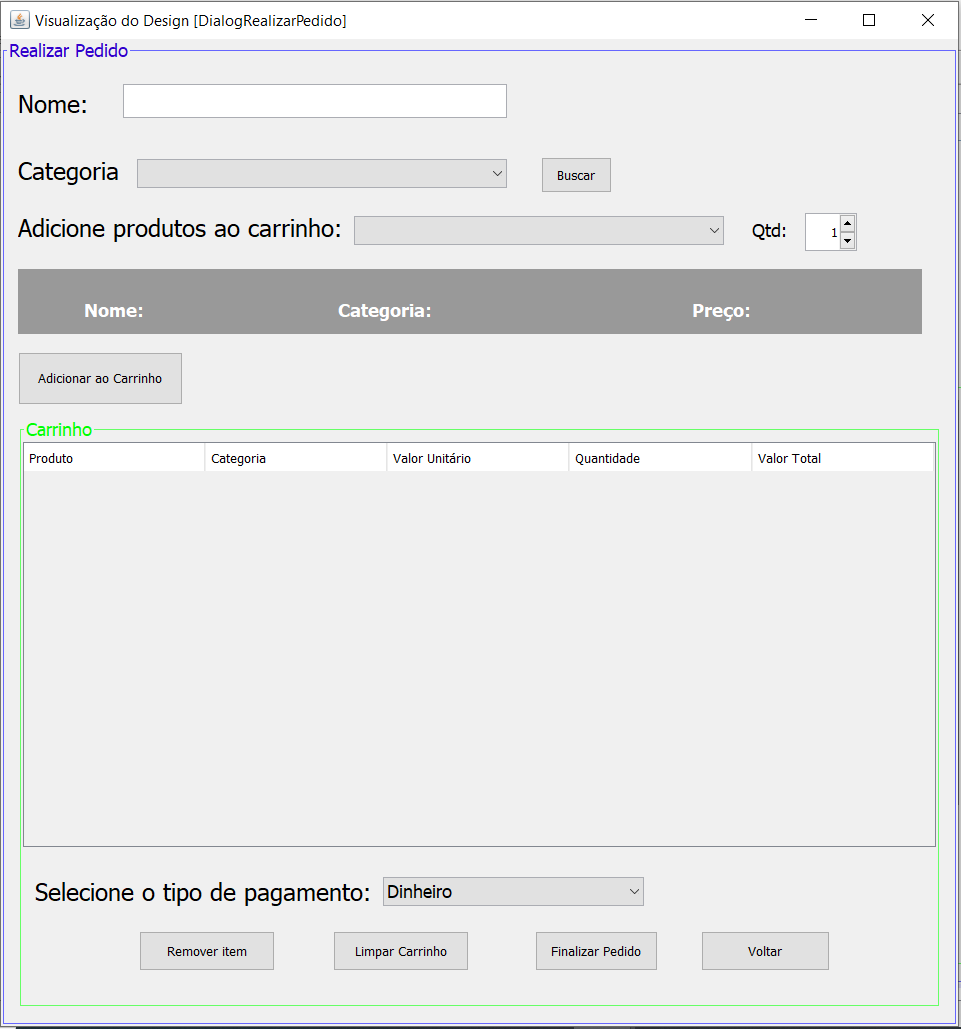 Visualização do Design [DialogRealizarPedido]
Realizar Pedido
Nome:
Categoria
Buscar
Adicione produtos ao carrinho:
Qtd: 1
Nome: Categoria: Preço:
Adicionar ao Carrinho
Carrinho
Produto Categoria Valor Unitário Quantidade Valor Total
Selecione o tipo de pagamento: Dinheiro
Remover item Limpar Carrinho Finalizar Pedido Voltar